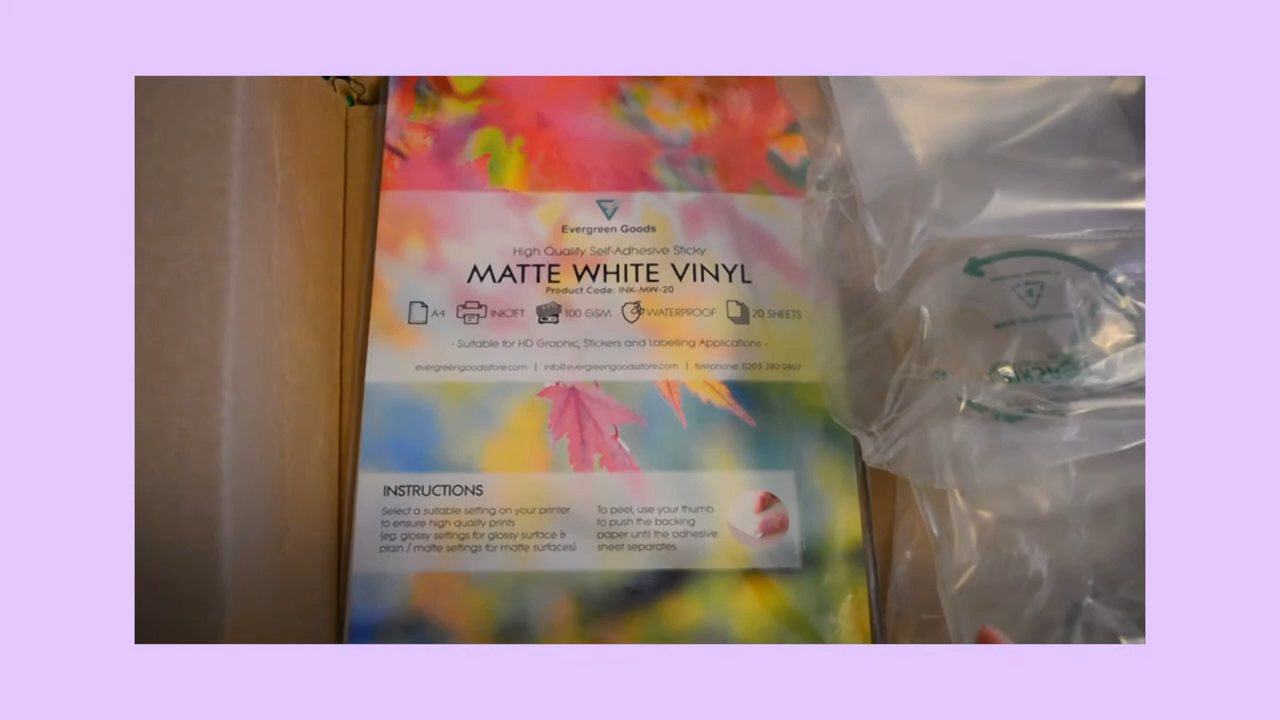 Evergreen Goods
High Quality Self-Adhesive Sticky
MATTE WHITE VINYL
Product Code: INK-MW-20
A4 INKJET 100 GSM WATERPROOF 20 SHEETS
- Suitable for HD Graphic, Stickers and Labelling Applications -
evergreengoodsstore.com | info@evergreengoodsstore.com | telephone: 0203 289 0807
INSTRUCTIONS
Select a suitable setting on your printer
to ensure high quality prints
(eg. glossy settings for glossy surface &
plain / matte settings for matte surfaces)
To peel, use your thumb
to push the backing
paper until the adhesive
sheet separates.